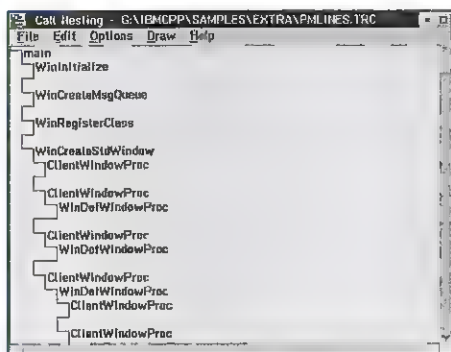 Call Nesting - G:\IBMCPP\SAMPLES\EXTRA\PMLINES.TRC
File Edit Options Draw Help
main
WinInitialize
WinCreateMsgQueue
WinRegisterClass
WinCreateStdWindow
ClientWindowProc
ClientWindowProc
WinDefWindowProc
ClientWindowProc
WinDefWindowProc
ClientWindowProc
WinDefWindowProc
ClientWindowProc
ClientWindowProc